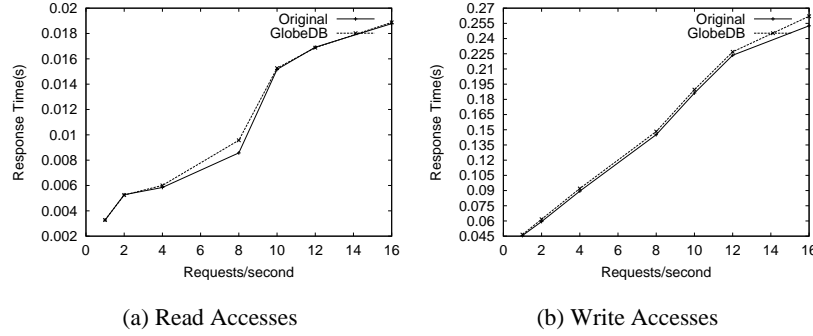 0.02
0.018
0.016
0.014
0.012
0.01
0.008
0.006
0.004
0.002
0 2 4 6 8 10 12 14 16
Response Time(s)
Requests/second
Original
GlobeDB
(a) Read Accesses
0.27
0.255
0.24
0.225
0.21
0.195
0.18
0.165
0.15
0.135
0.12
0.105
0.09
0.075
0.06
0.045
0 2 4 6 8 10 12 14 16
Response Time(s)
Requests/second
Original
GlobeDB
(b) Write Accesses